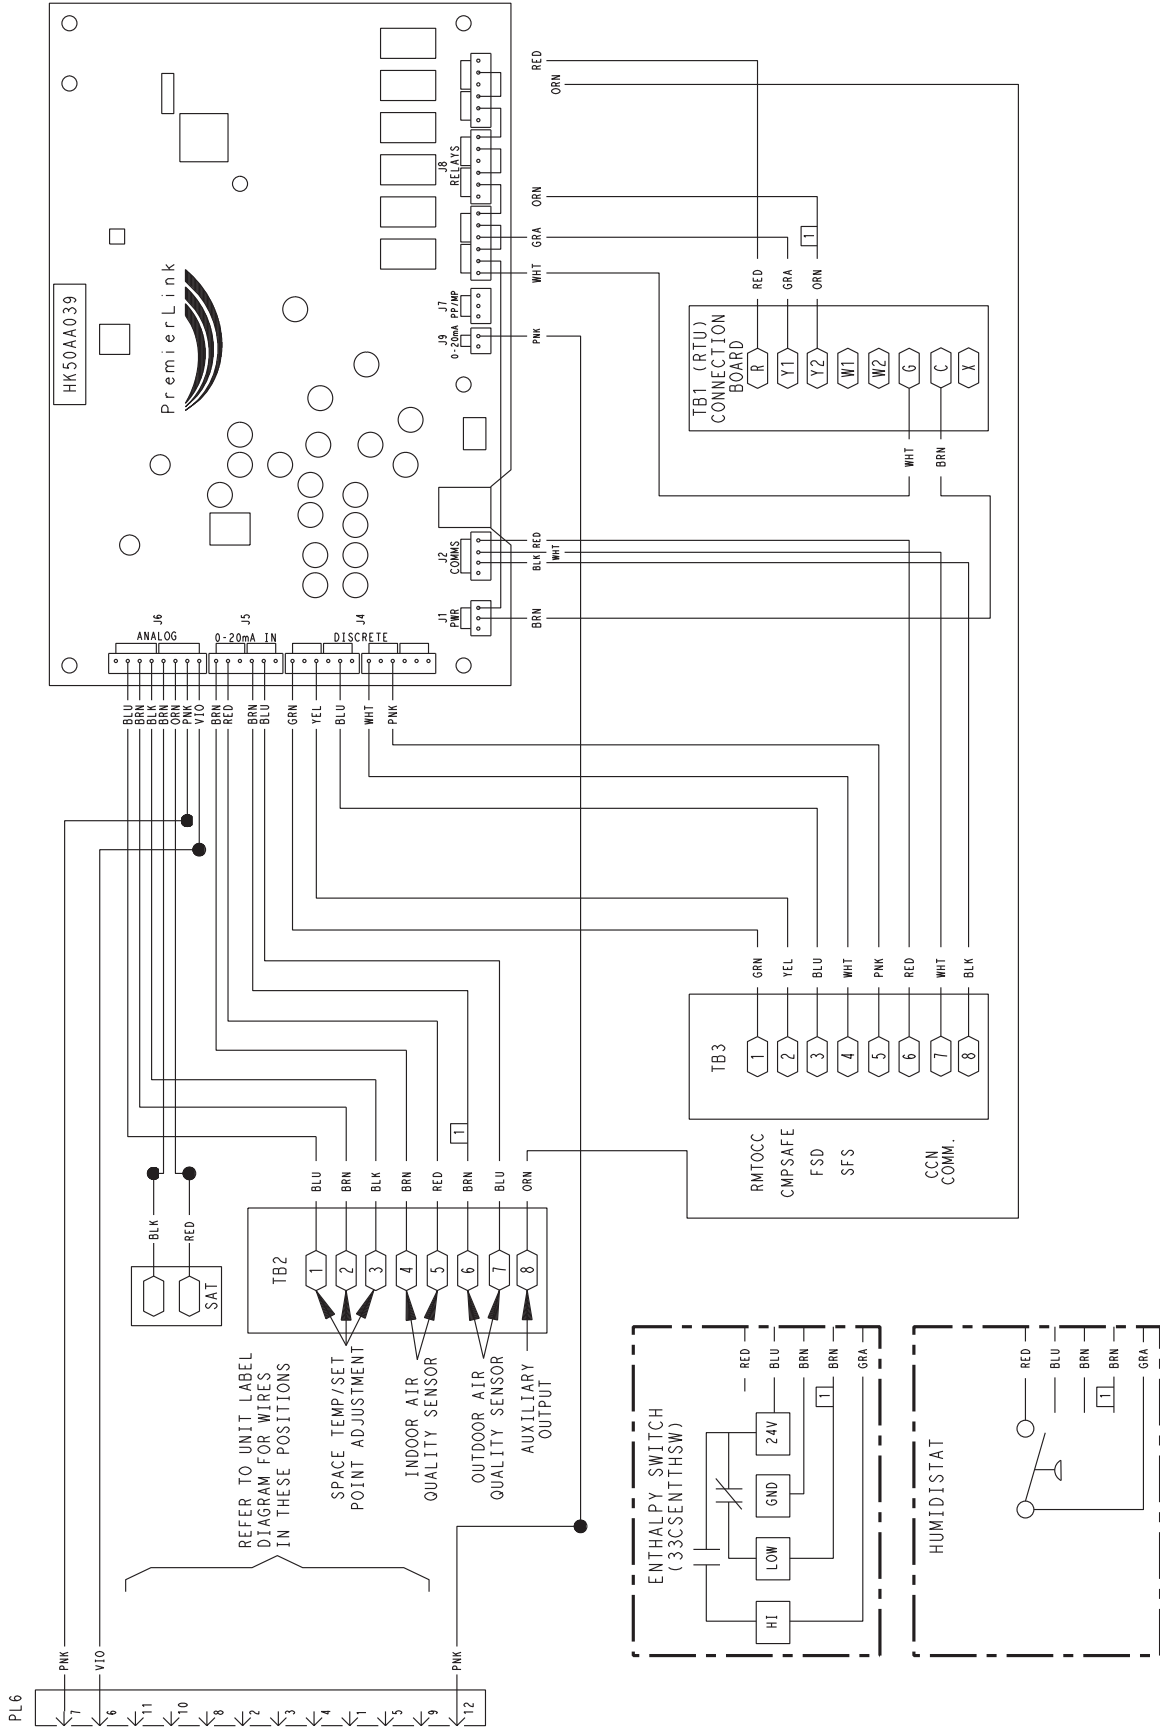 PL6
7
6
11
10
8
2
3
4
1
5
9
12
PNK
VIO
PNK
REFER TO UNIT LABEL
DIAGRAM FOR WIRES
IN THESE POSITIONS
SPACE TEMP/SET
POINT ADJUSTMENT
INDOOR AIR
QUALITY SENSOR
OUTDOOR AIR
QUALITY SENSOR
AUXILIARY
OUTPUT
SAT
BLK
RED
TB2
1
2
3
4
5
6
7
8
BLU
BRN
BLK
BRN
RED
BRN
BLU
ORN
1
BLU
BRN
BLK
BRN
ORN
PNK
VIO
BRN
RED
BRN
BLU
GRN
YEL
BLU
WHT
PNK
ANALOG
J6
0-20mA IN
J5
DISCRETE
J4
HK50AA039
PremierLink
J1
PWR
J2
COMMS
J9
0-20mA
J7
PP/MP
J8
RELAYS
BRN
BLK
RED
WHT
PNK
WHT
GRA
ORN
RED
ORN
TB1 (RTU)
CONNECTION
BOARD
R
Y1
Y2
W1
W2
G
C
X
RED
GRA
ORN
1
WHT
BRN
TB3
1
2
3
4
5
6
7
8
GRN
YEL
BLU
WHT
PNK
RED
WHT
BLK
RMTOCC
CMPSAFE
FSD
SFS
CCN
COMM.
ENTHALPY SWITCH
(33CSENTTHSW)
HI
LOW
GND
24V
RED
BLU
BRN
BRN
GRA
1
HUMIDISTAT
RED
BLU
BRN
BRN
GRA
1